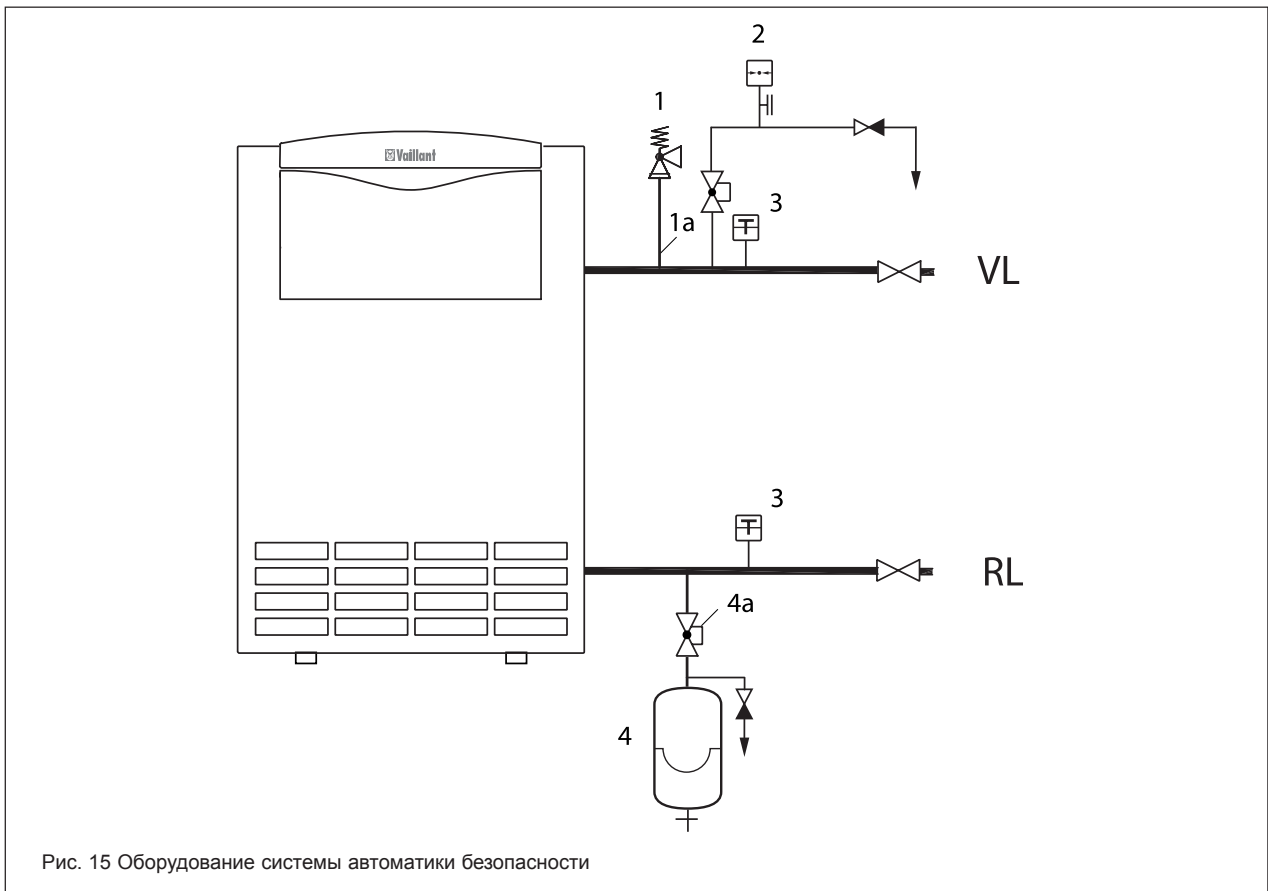 2
1
Vaillant
3
1a
VL
3
RL
4a
4
Рис. 15 Оборудование системы автоматики безопасности